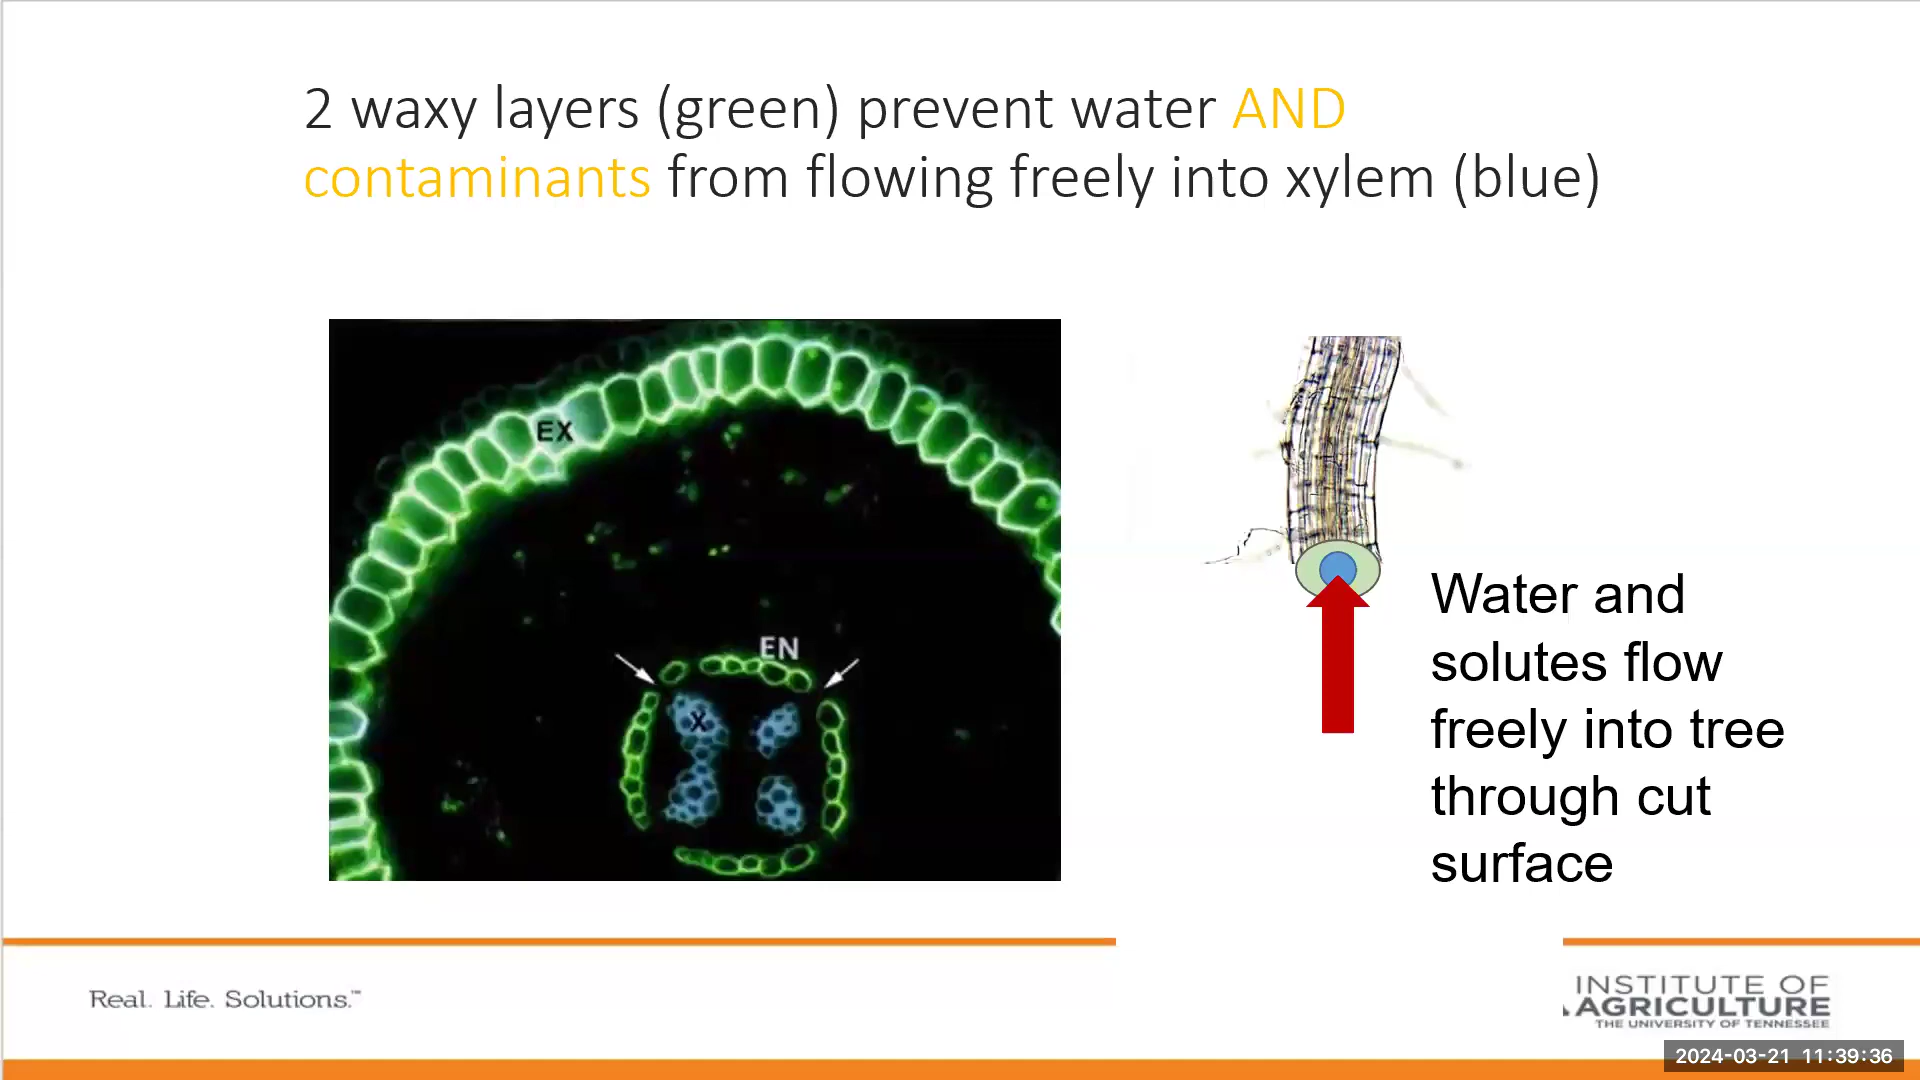 2 waxy layers (green) prevent water AND
contaminants from flowing freely into xylem (blue)
EX
EN
X
Water and
solutes flow
freely into tree
through cut
surface
Real. Life. Solutions.™
INSTITUTE OF
AGRICULTURE
THE UNIVERSITY OF TENNESSEE
2024-03-21 11:39:36